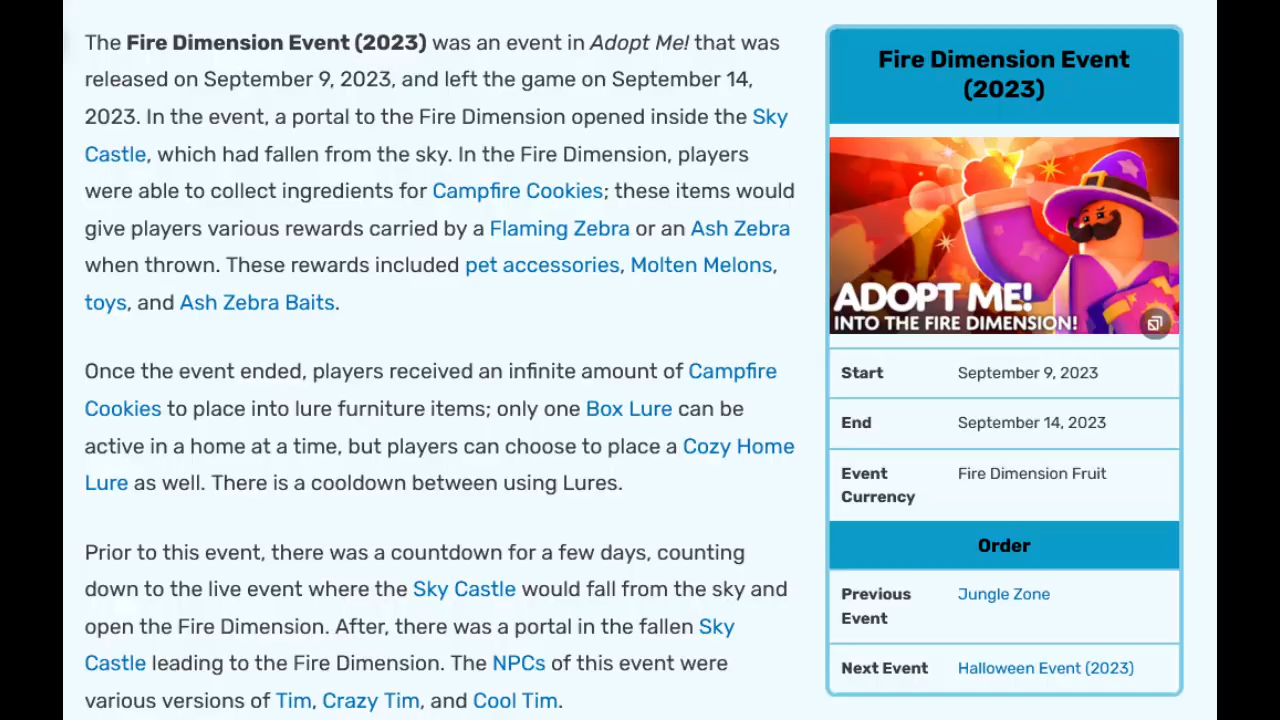 The Fire Dimension Event (2023) was an event in Adopt Me! that was
released on September 9, 2023, and left the game on September 14,
2023. In the event, a portal to the Fire Dimension opened inside the Sky
Castle, which had fallen from the sky. In the Fire Dimension, players
were able to collect ingredients for Campfire Cookies; these items would
give players various rewards carried by a Flaming Zebra or an Ash Zebra
when thrown. These rewards included pet accessories, Molten Melons,
toys, and Ash Zebra Baits.
Once the event ended, players received an infinite amount of Campfire
Cookies to place into lure furniture items; only one Box Lure can be
active in a home at a time, but players can choose to place a Cozy Home
Lure as well. There is a cooldown between using Lures.
Prior to this event, there was a countdown for a few days, counting
down to the live event where the Sky Castle would fall from the sky and
open the Fire Dimension. After, there was a portal in the fallen Sky
Castle leading to the Fire Dimension. The NPCs of this event were
various versions of Tim, Crazy Tim, and Cool Tim.
Fire Dimension Event
(2023)
ADOPT ME!
INTO THE FIRE DIMENSION!
Start September 9, 2023
End September 14, 2023
Event Fire Dimension Fruit
Currency
Order
Previous Jungle Zone
Event
Next Event Halloween Event (2023)